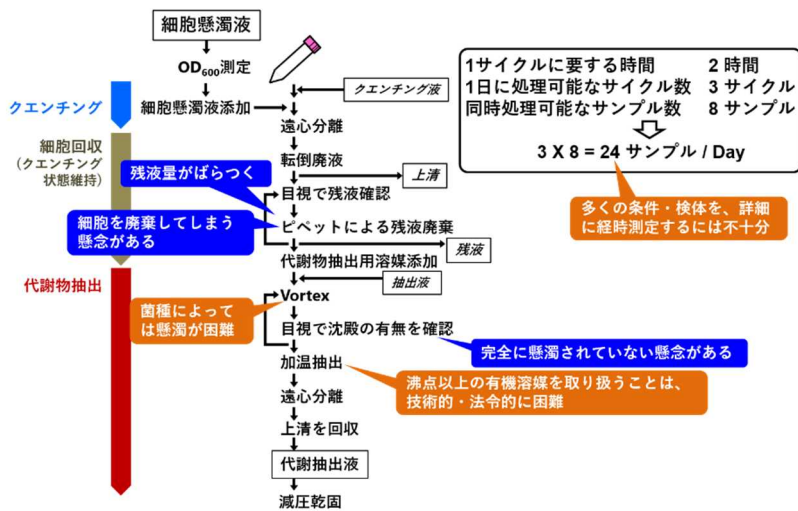 細胞懸濁液
OD600測定
細胞懸濁液添加
クエンチング液
遠心分離
転倒廃液
上清
目視で残液確認
ピペットによる残液廃棄
残液
代謝物抽出用溶媒添加
抽出液
Vortex
目視で沈殿の有無を確認
加温抽出
遠心分離
上清を回収
代謝抽出液
減圧乾固
クエンチング
細胞回収
(クエンチング
状態維持)
代謝物抽出
残液量がばらつく
細胞を廃棄してしまう
懸念がある
菌種によって
は懸濁が困難
完全に懸濁されていない懸念がある
沸点以上の有機溶媒を取り扱うことは、
技術的・法令的に困難
1サイクルに要する時間 2 時間
1日に処理可能なサイクル数 3 サイクル
同時処理可能なサンプル数 8 サンプル
3 X 8 = 24 サンプル / Day
多くの条件・検体を、詳細
に経時測定するには不十分